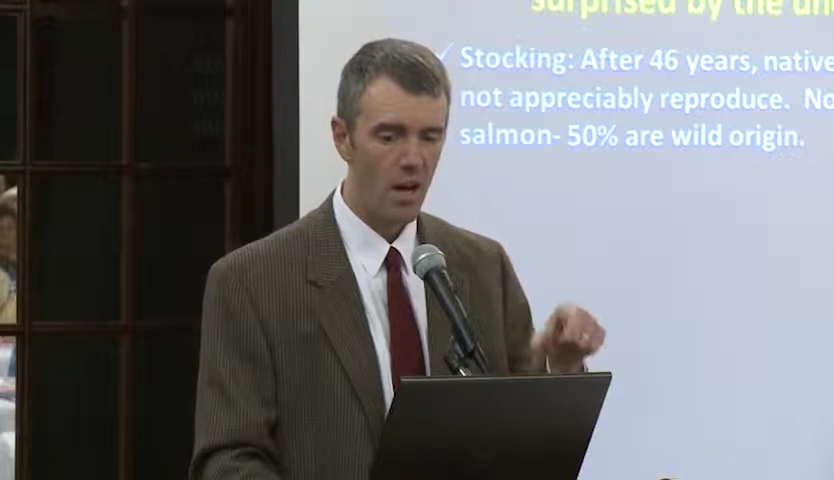 surprised by the un
✓ Stocking: After 46 years, native
not appreciably reproduce. No
salmon- 50% are wild origin.